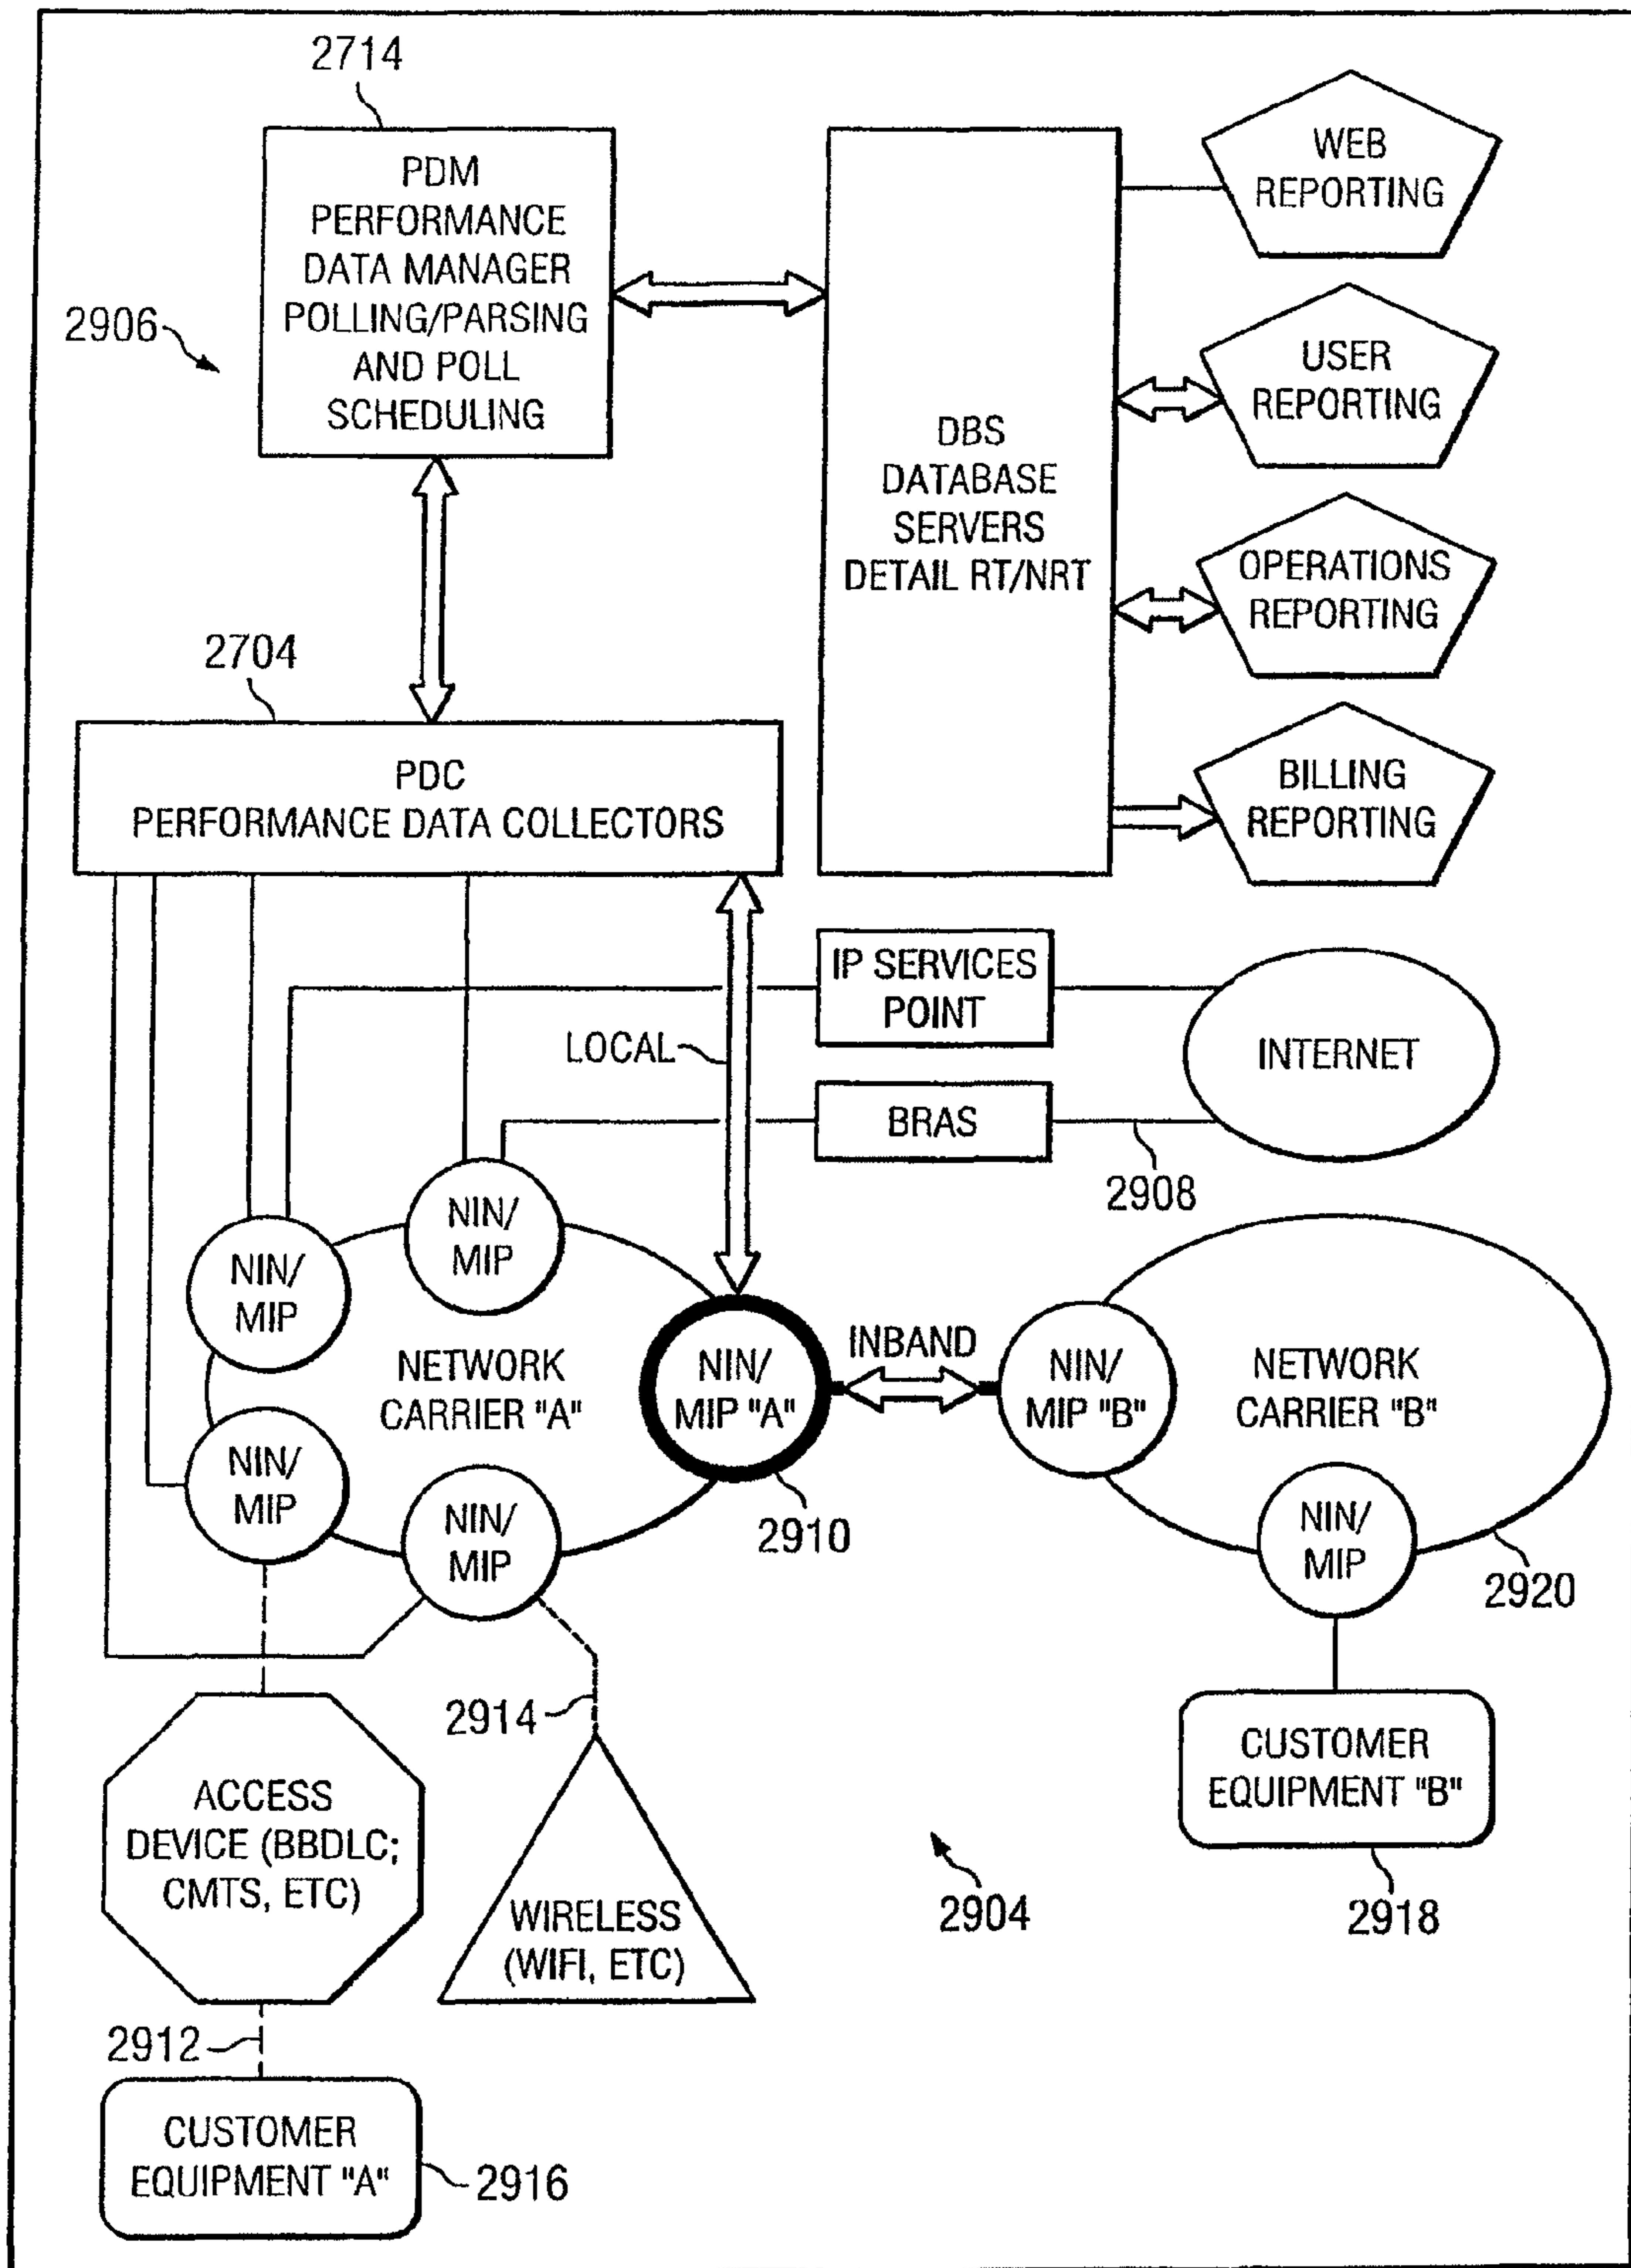 2714
PDM
PERFORMANCE
DATA MANAGER
POLLING/PARSING
AND POLL
SCHEDULING
2906
DBS
DATABASE
SERVERS
DETAIL RT/NRT
WEB
REPORTING
USER
REPORTING
OPERATIONS
REPORTING
BILLING
REPORTING
2704
PDC
PERFORMANCE DATA COLLECTORS
IP SERVICES
POINT
LOCAL
INTERNET
BRAS
2908
NIN/
MIP
NIN/
MIP
NETWORK
CARRIER "A"
NIN/
MIP "A"
INBAND
NIN/
MIP "B"
NETWORK
CARRIER "B"
NIN/
MIP
NIN/
MIP
2910
NIN/
MIP
2920
2914
CUSTOMER
EQUIPMENT "B"
ACCESS
DEVICE (BBDLC;
CMTS, ETC)
WIRELESS
(WIFI, ETC)
2904
2918
2912
CUSTOMER
EQUIPMENT "A"
2916